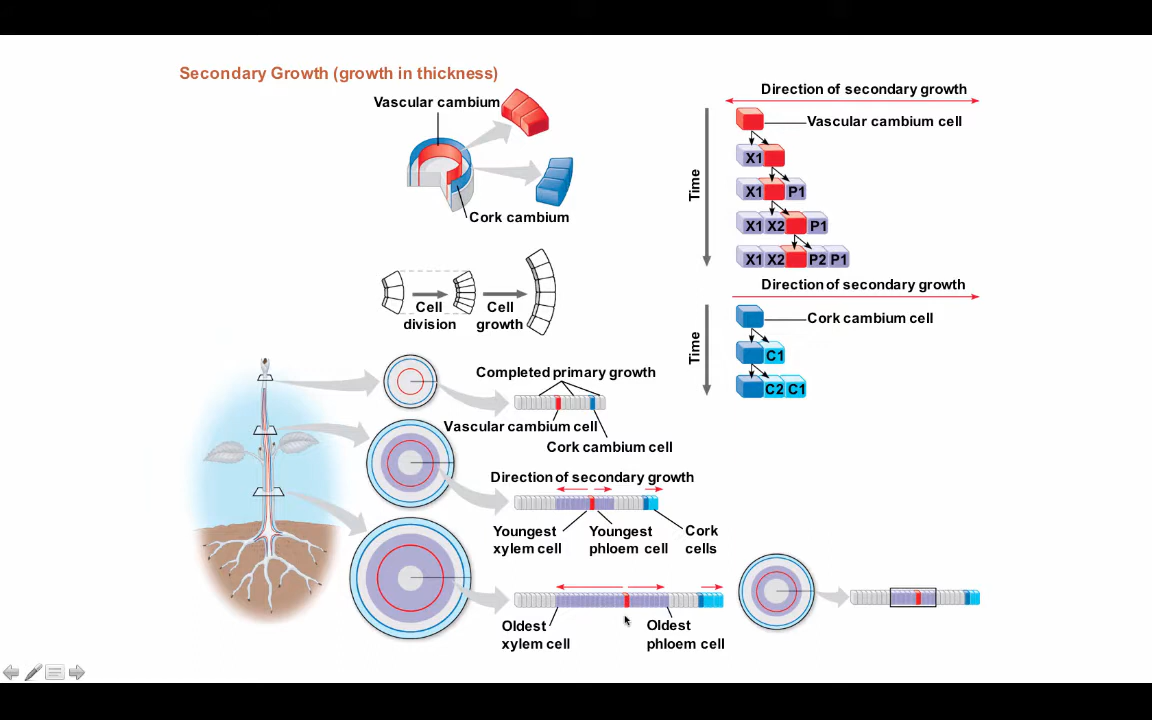 Secondary Growth (growth in thickness)
Vascular cambium
Cork cambium
Cell
division
Cell
growth
Completed primary growth
Vascular cambium cell
Cork cambium cell
Direction of secondary growth
Youngest
xylem cell
Youngest
phloem cell
Cork
cells
Oldest
xylem cell
Oldest
phloem cell
Direction of secondary growth
Vascular cambium cell
Time
X1
X1 P1
X1 X2 P1
X1 X2 P2 P1
Direction of secondary growth
Cork cambium cell
Time
C1
C2 C1